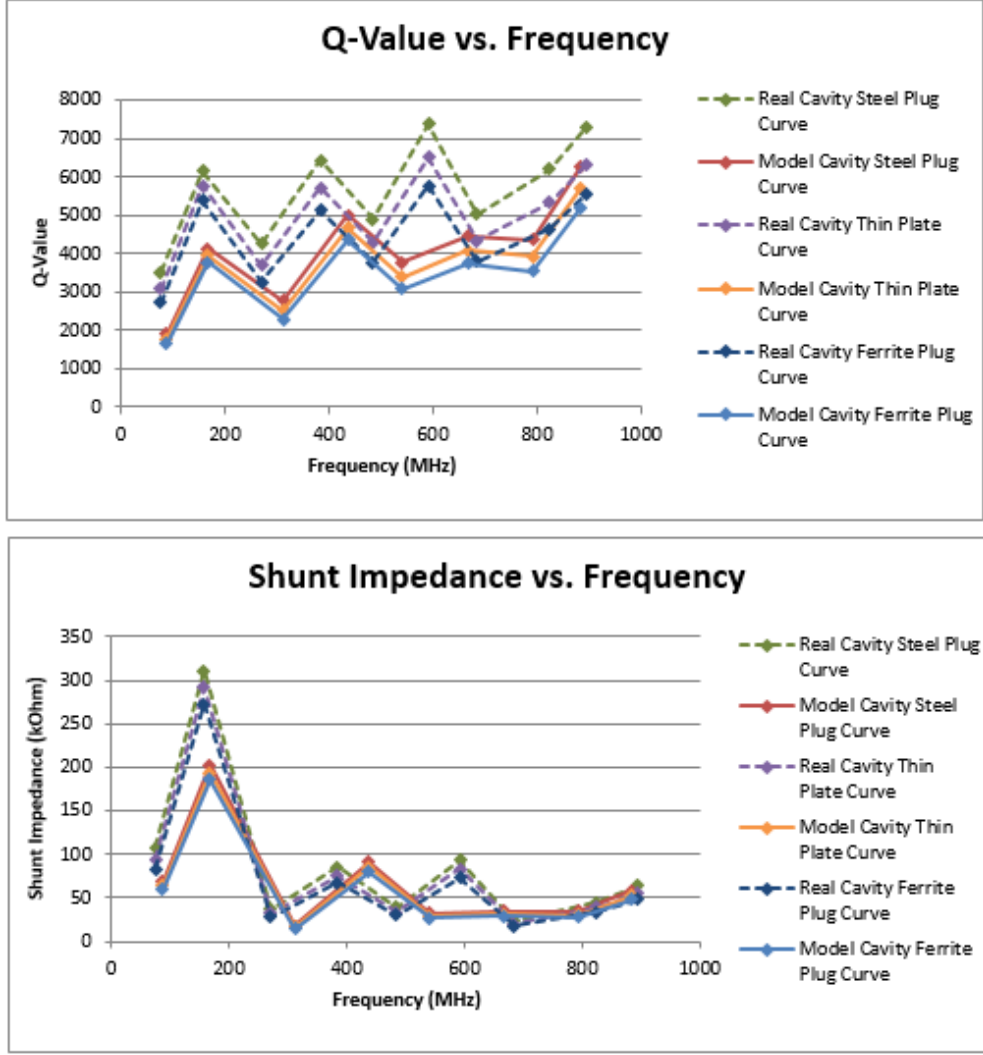 Q-Value vs. Frequency
8000
7000
6000
5000
4000
3000
2000
1000
0
Q-Value
0 200 400 600 800 1000
Frequency (MHz)
Real Cavity Steel Plug
Curve
Model Cavity Steel Plug
Curve
Real Cavity Thin Plate
Curve
Model Cavity Thin Plate
Curve
Real Cavity Ferrite Plug
Curve
Model Cavity Ferrite Plug
Curve
Shunt Impedance vs. Frequency
350
300
250
200
150
100
50
0
Shunt Impedance (kOhm)
0 200 400 600 800 1000
Frequency (MHz)
Real Cavity Steel Plug
Curve
Model Cavity Steel
Plug Curve
Real Cavity Thin
Plate Curve
Model Cavity Thin
Plate Curve
Real Cavity Ferrite
Plug Curve
Model Cavity Ferrite
Plug Curve